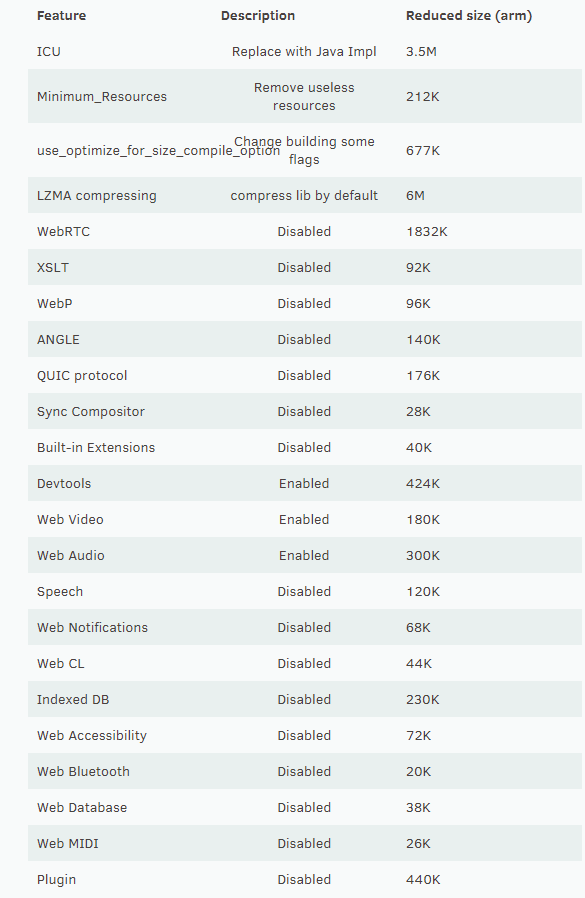 Feature Description Reduced size (arm)
ICU Replace with Java Impl 3.5M
Minimum_Resources Remove useless resources 212K
use_optimize_for_size_compile_option Change building some flags 677K
LZMA compressing compress lib by default 6M
WebRTC Disabled 1832K
XSLT Disabled 92K
WebP Disabled 96K
ANGLE Disabled 140K
QUIC protocol Disabled 176K
Sync Compositor Disabled 28K
Built-in Extensions Disabled 40K
Devtools Enabled 424K
Web Video Enabled 180K
Web Audio Enabled 300K
Speech Disabled 120K
Web Notifications Disabled 68K
Web CL Disabled 44K
Indexed DB Disabled 230K
Web Accessibility Disabled 72K
Web Bluetooth Disabled 20K
Web Database Disabled 38K
Web MIDI Disabled 26K
Plugin Disabled 440K